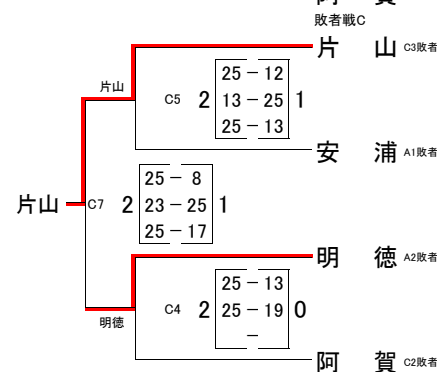 敗者戦C
片 山 C3敗者
片山
C5 2 25－12 1
13－25
25－13
安 浦 A1敗者
片山 C7 2 25－ 8 1
23－25
25－17
明 徳 A2敗者
明徳
C4 2 25－13 0
25－19
－
阿 賀 C2敗者